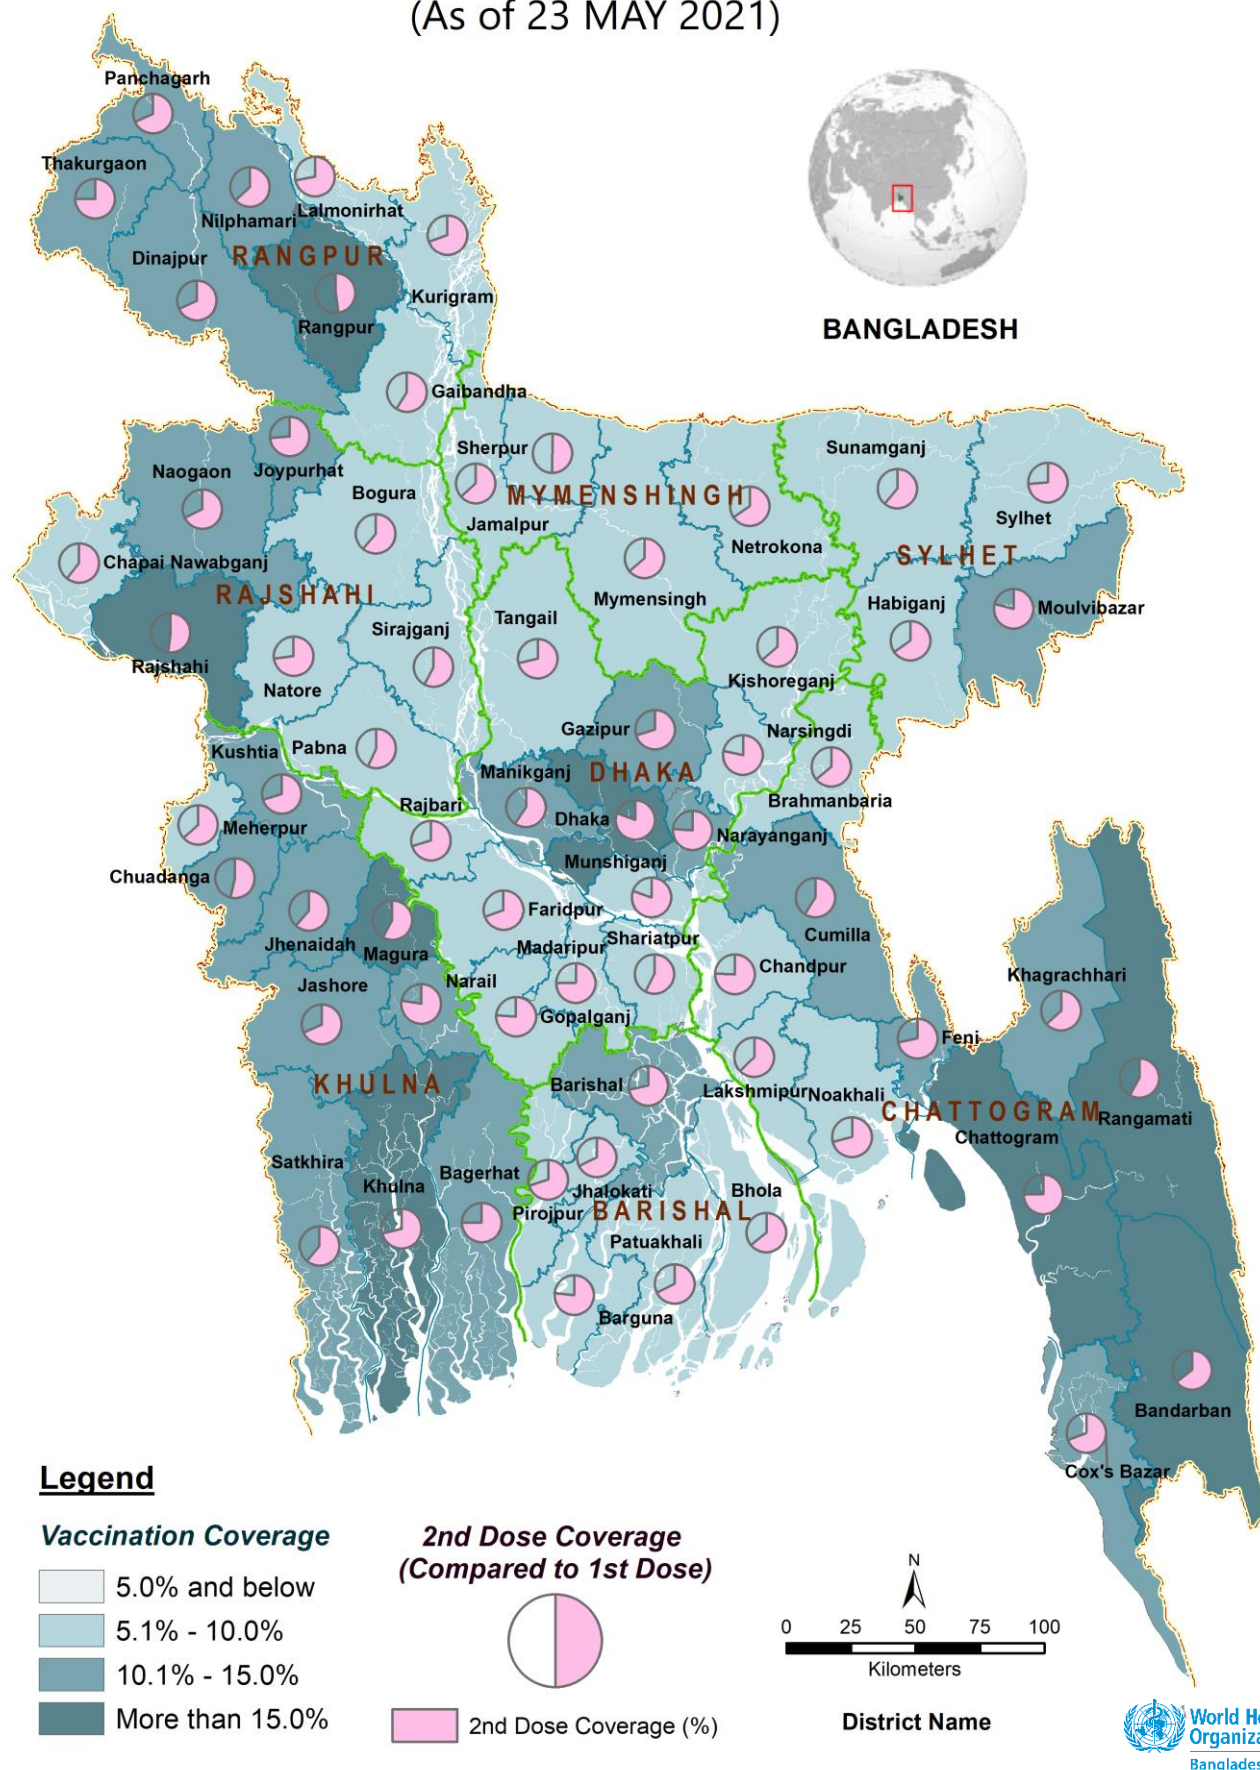 (As of 23 MAY 2021)
Panchagarh
Thakurgaon
Nilphamari
Lalmonirhat
Dinajpur
RANGPUR
Rangpur
Kurigram
BANGLADESH
Gaibandha
Sherpur
Sunamganj
Naogaon
Joypurhat
Bogura
MYMENSHINGH
Jamalpur
Sylhet
Netrokona
SYLHET
Chapai Nawabganj
RAJSHAHI
Mymensingh
Habiganj
Moulvibazar
Tangail
Sirajganj
Rajshahi
Natore
Kishoreganj
Gazipur
Narsingdi
Kushtia
Pabna
Manikganj
DHAKA
Rajbari
Brahmanbaria
Meherpur
Dhaka
Narayanganj
Munshiganj
Chuadanga
Faridpur
Jhenaidah
Magura
Madaripur
Shariatpur
Cumilla
Chandpur
Khagrachhari
Jashore
Narail
Gopalganj
Feni
KHULNA
Barishal
Lakshmipur
Noakhali
CHATTOGRAM
Rangamati
Chattogram
Satkhira
Khulna
Bagerhat
Jhalokati
Bhola
Pirojpur
BARISHAL
Patuakhali
Barguna
Bandarban
Cox's Bazar
Legend
Vaccination Coverage
5.0% and below
5.1% - 10.0%
10.1% - 15.0%
More than 15.0%
2nd Dose Coverage
(Compared to 1st Dose)
2nd Dose Coverage (%)
N
0 25 50 75 100
Kilometers
District Name
World He
Organiza
Banglades